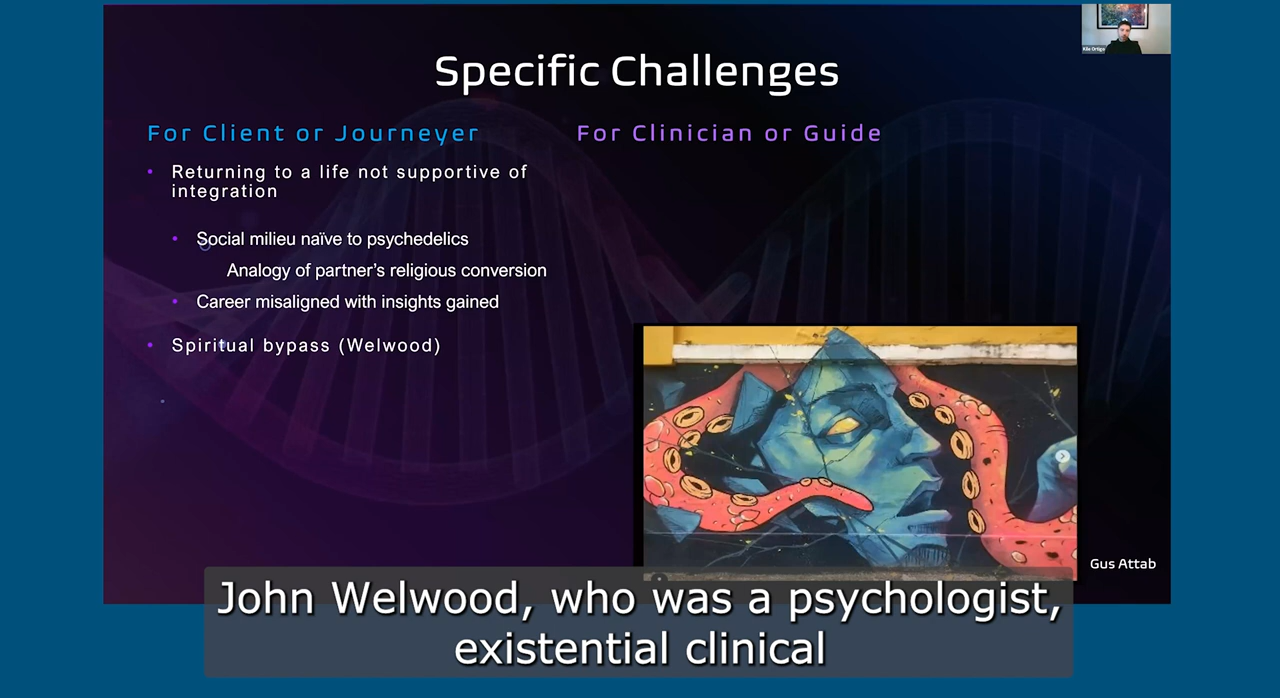 Specific Challenges
For Client or Journeyer
Returning to a life not supportive of
integration
Social milieu naïve to psychedelics
Analogy of partner's religious conversion
Career misaligned with insights gained
Spiritual bypass (Welwood)
For Clinician or Guide
Gus Attab
John Welwood, who was a psychologist,
existential clinical